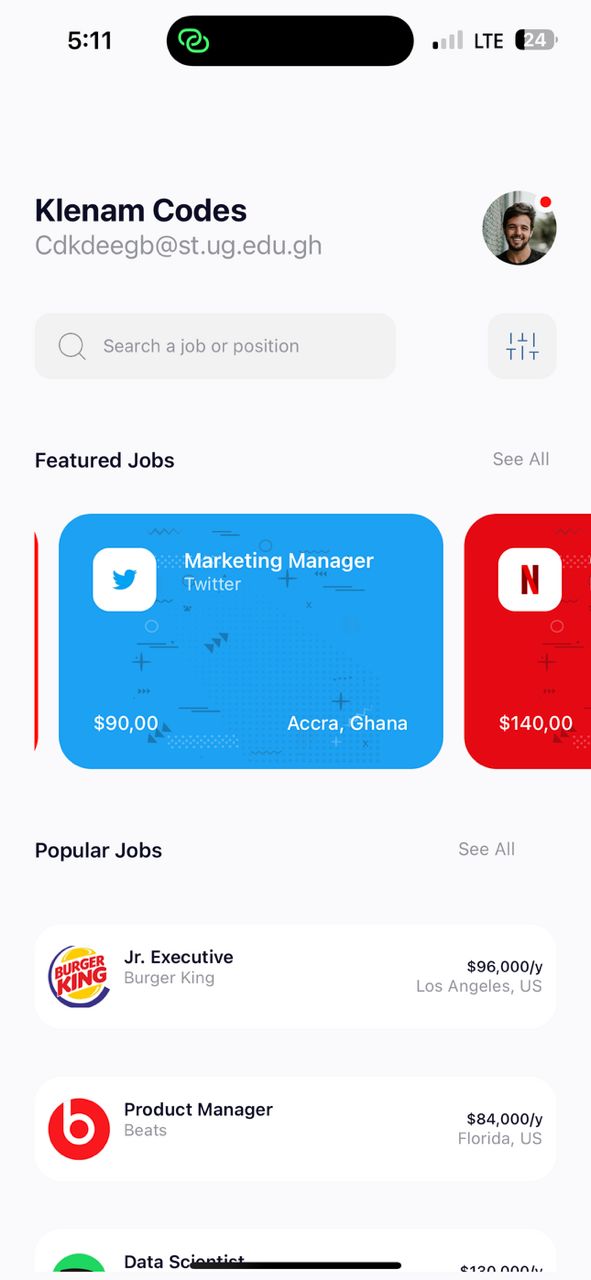 5:11
LTE
24
Klenam Codes
Cdkdeegb@st.ug.edu.gh
Search a job or position
Featured Jobs
See All
Marketing Manager
Twitter
$90,00
Accra, Ghana
N
$140,00
Popular Jobs
See All
BURGER
KING
Jr. Executive
Burger King
$96,000/y
Los Angeles, US
b
Product Manager
Beats
$84,000/y
Florida, US
Data Scientist
$130,000/y